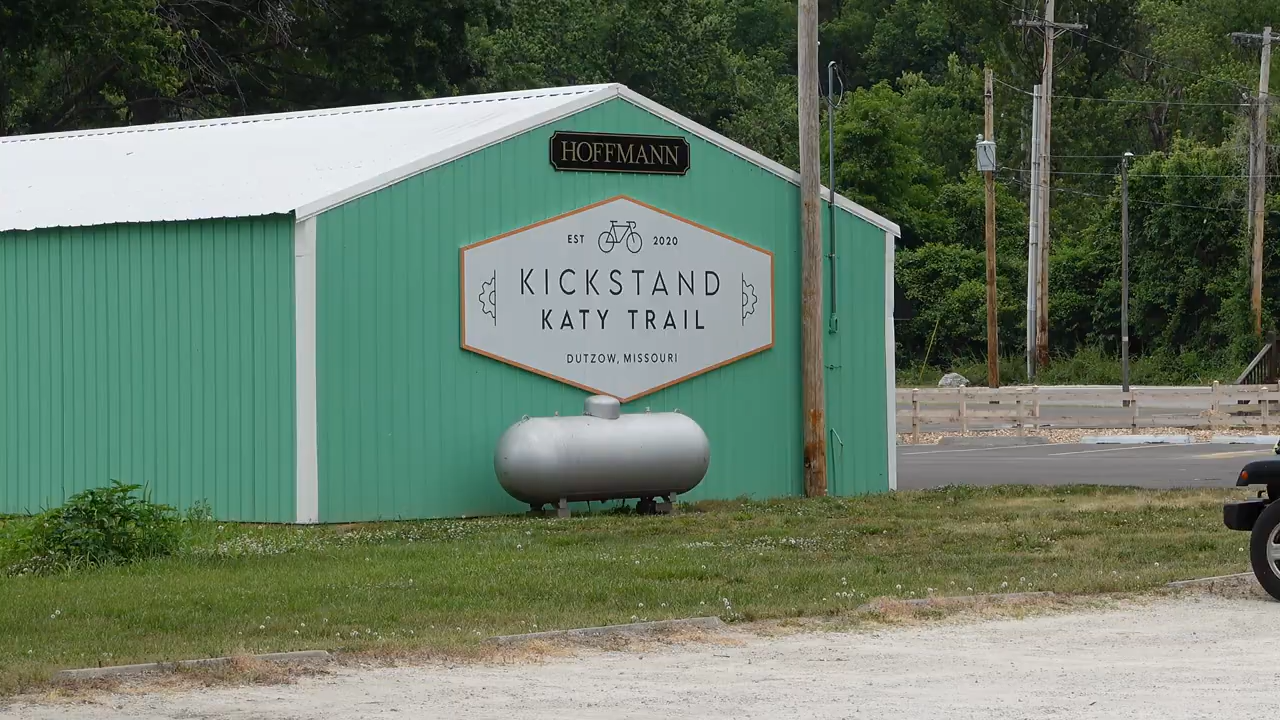 HOFFMANN
EST 2020
KICKSTAND
KATY TRAIL
DUTZOW, MISSOURI